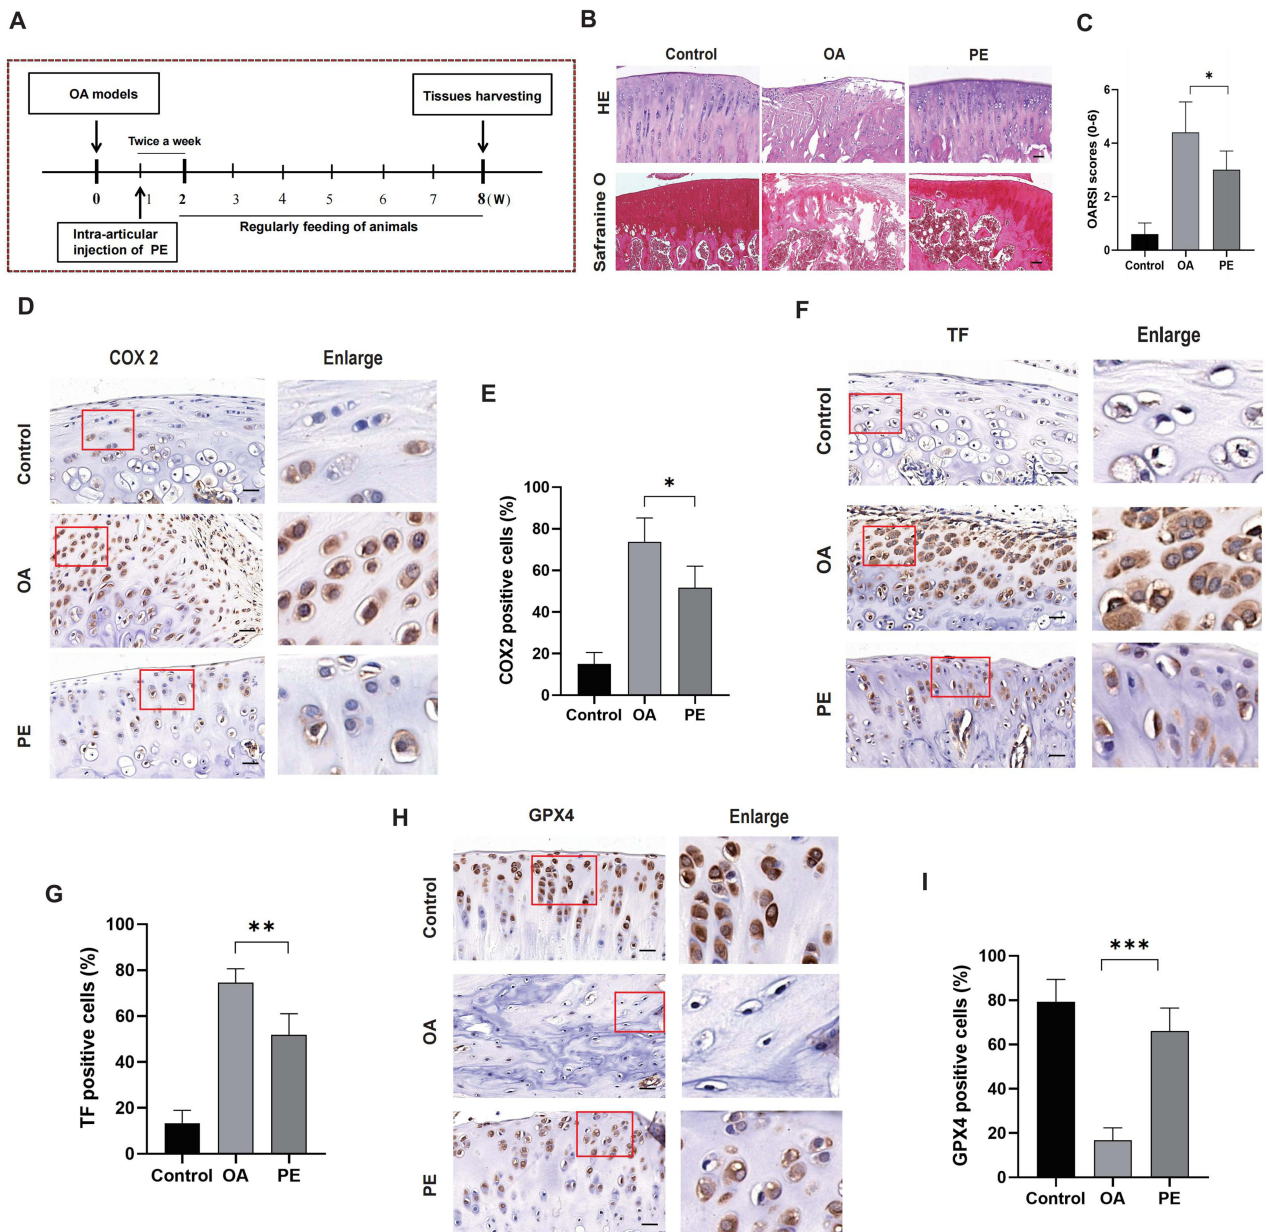 A
OA models
Tissues harvesting
Twice a week
0 1 2 3 4 5 6 7 8 (W)
Intra-articular
injection of PE
Regularly feeding of animals
B
Control OA PE
HE
Safranine O
C
*
OARSI scores (0-6)
6
4
2
0
Control OA PE
D
COX 2 Enlarge
Control
OA
PE
E
*
COX2 positive cells (%)
100
80
60
40
20
0
Control OA PE
F
TF Enlarge
Control
OA
PE
G
**
TF positive cells (%)
100
80
60
40
20
0
Control OA PE
H
GPX4 Enlarge
Control
OA
PE
I
***
GPX4 positive cells (%)
100
80
60
40
20
0
Control OA PE